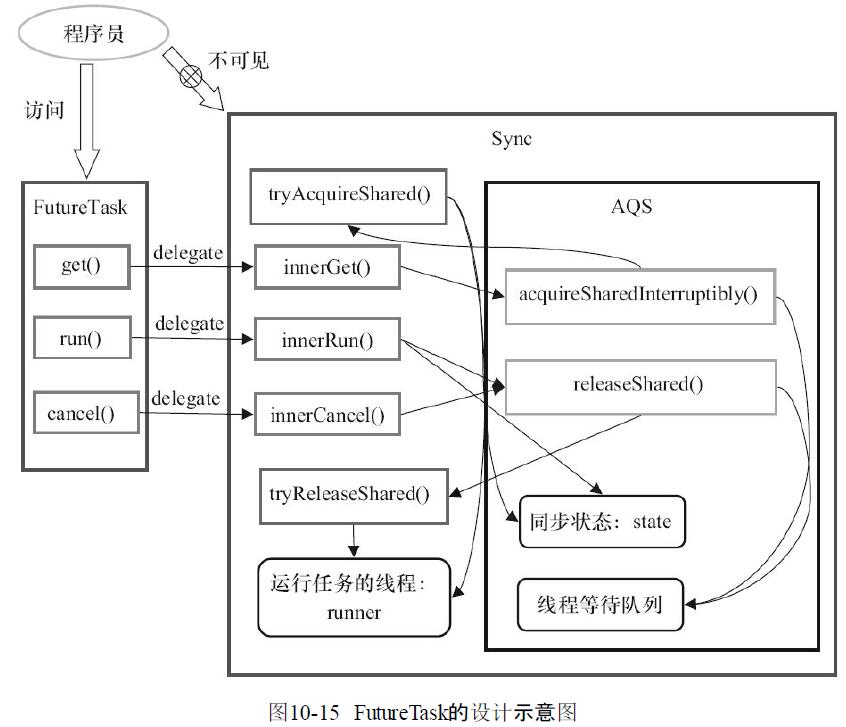 程序员
不可见
访问
Sync
FutureTask
tryAcquireShared()
AQS
get()
delegate
innerGet()
acquireSharedInterruptibly()
run()
delegate
innerRun()
releaseShared()
cancel()
delegate
innerCancel()
tryReleaseShared()
同步状态：state
运行任务的线程：
runner
线程等待队列
图10-15 FutureTask的设计示意图